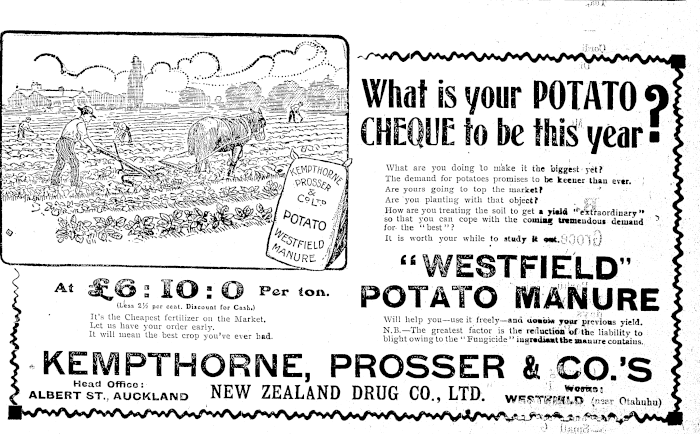 KEMPTHORNE
PROSSER
&
Co LTD
POTATO
WESTFIELD
MANURE
At £6:10:0 Per ton.
(Less 2½ per cent. Discount for Cash.)
It's the Cheapest fertilizer on the Market.
Let us have your order early.
It will mean the best crop you've ever had.
What is your POTATO
CHEQUE to be this year?
What are you doing to make it the biggest yet?
The demand for potatoes promises to be keener than ever.
Are yours going to top the market?
Are you planting with that object?
How are you treating the soil to get a yield "extraordinary"
so that you can cope with the coming tremendous demand
for the "best"?
It is worth your while to study it out.
"WESTFIELD"
POTATO MANURE
Will help you—use it freely—and double your previous yield.
N.B.—The greatest factor is the reduction of the liability to
blight owing to the "Fungicide" ingredient the manure contains.
KEMPTHORNE, PROSSER & CO.'S
Head Office:
ALBERT ST., AUCKLAND
NEW ZEALAND DRUG CO., LTD.
Works:
WESTFIELD (near Otahuhu)